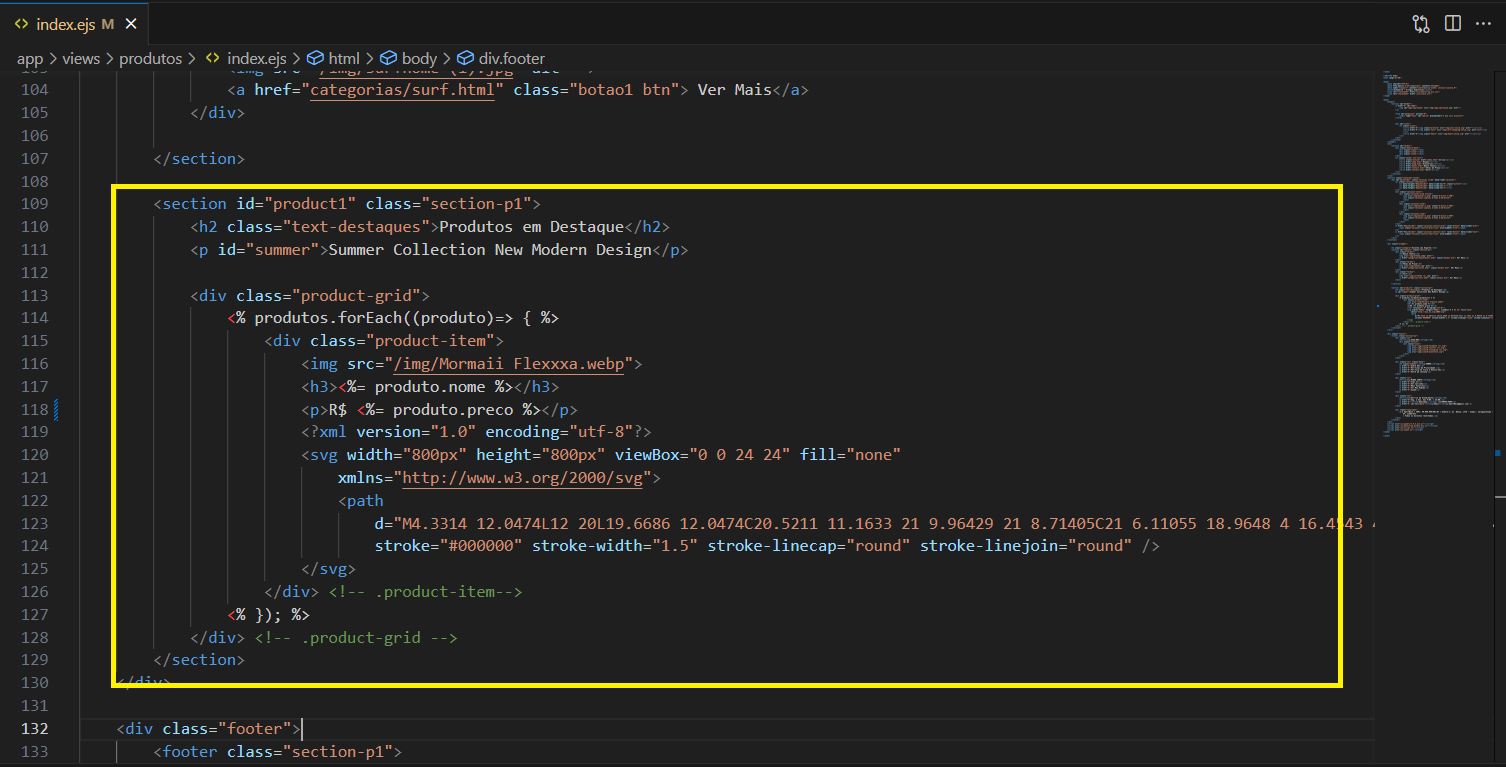 index.ejs M
app > views > produtos > index.ejs > html > body > div.footer
104 <a href="categorias/surf.html" class="botao1 btn"> Ver Mais</a>
105 </div>
106
107 </section>
108
109 <section id="product1" class="section-p1">
110 <h2 class="text-destaques">Produtos em Destaque</h2>
111 <p id="summer">Summer Collection New Modern Design</p>
112
113 <div class="product-grid">
114 <% produtos.forEach((produto)=> { %>
115 <div class="product-item">
116 <img src="/img/Mormaii Flexxxa.webp">
117 <h3><%= produto.nome %></h3>
118 <p>R$ <%= produto.preco %></p>
119 <?xml version="1.0" encoding="utf-8"?>
120 <svg width="800px" height="800px" viewBox="0 0 24 24" fill="none"
121 xmlns="http://www.w3.org/2000/svg">
122 <path
123 d="M4.3314 12.0474L12 20L19.6686 12.0474C20.5211 11.1633 21 9.96429 21 8.71405C21 6.11055 18.9648 4 16.4543
124 stroke="#000000" stroke-width="1.5" stroke-linecap="round" stroke-linejoin="round" />
125 </svg>
126 </div> <!-- .product-item-->
127 <% }); %>
128 </div> <!-- .product-grid -->
129 </section>
130 </div>
131
132 <div class="footer">
133 <footer class="section-p1">